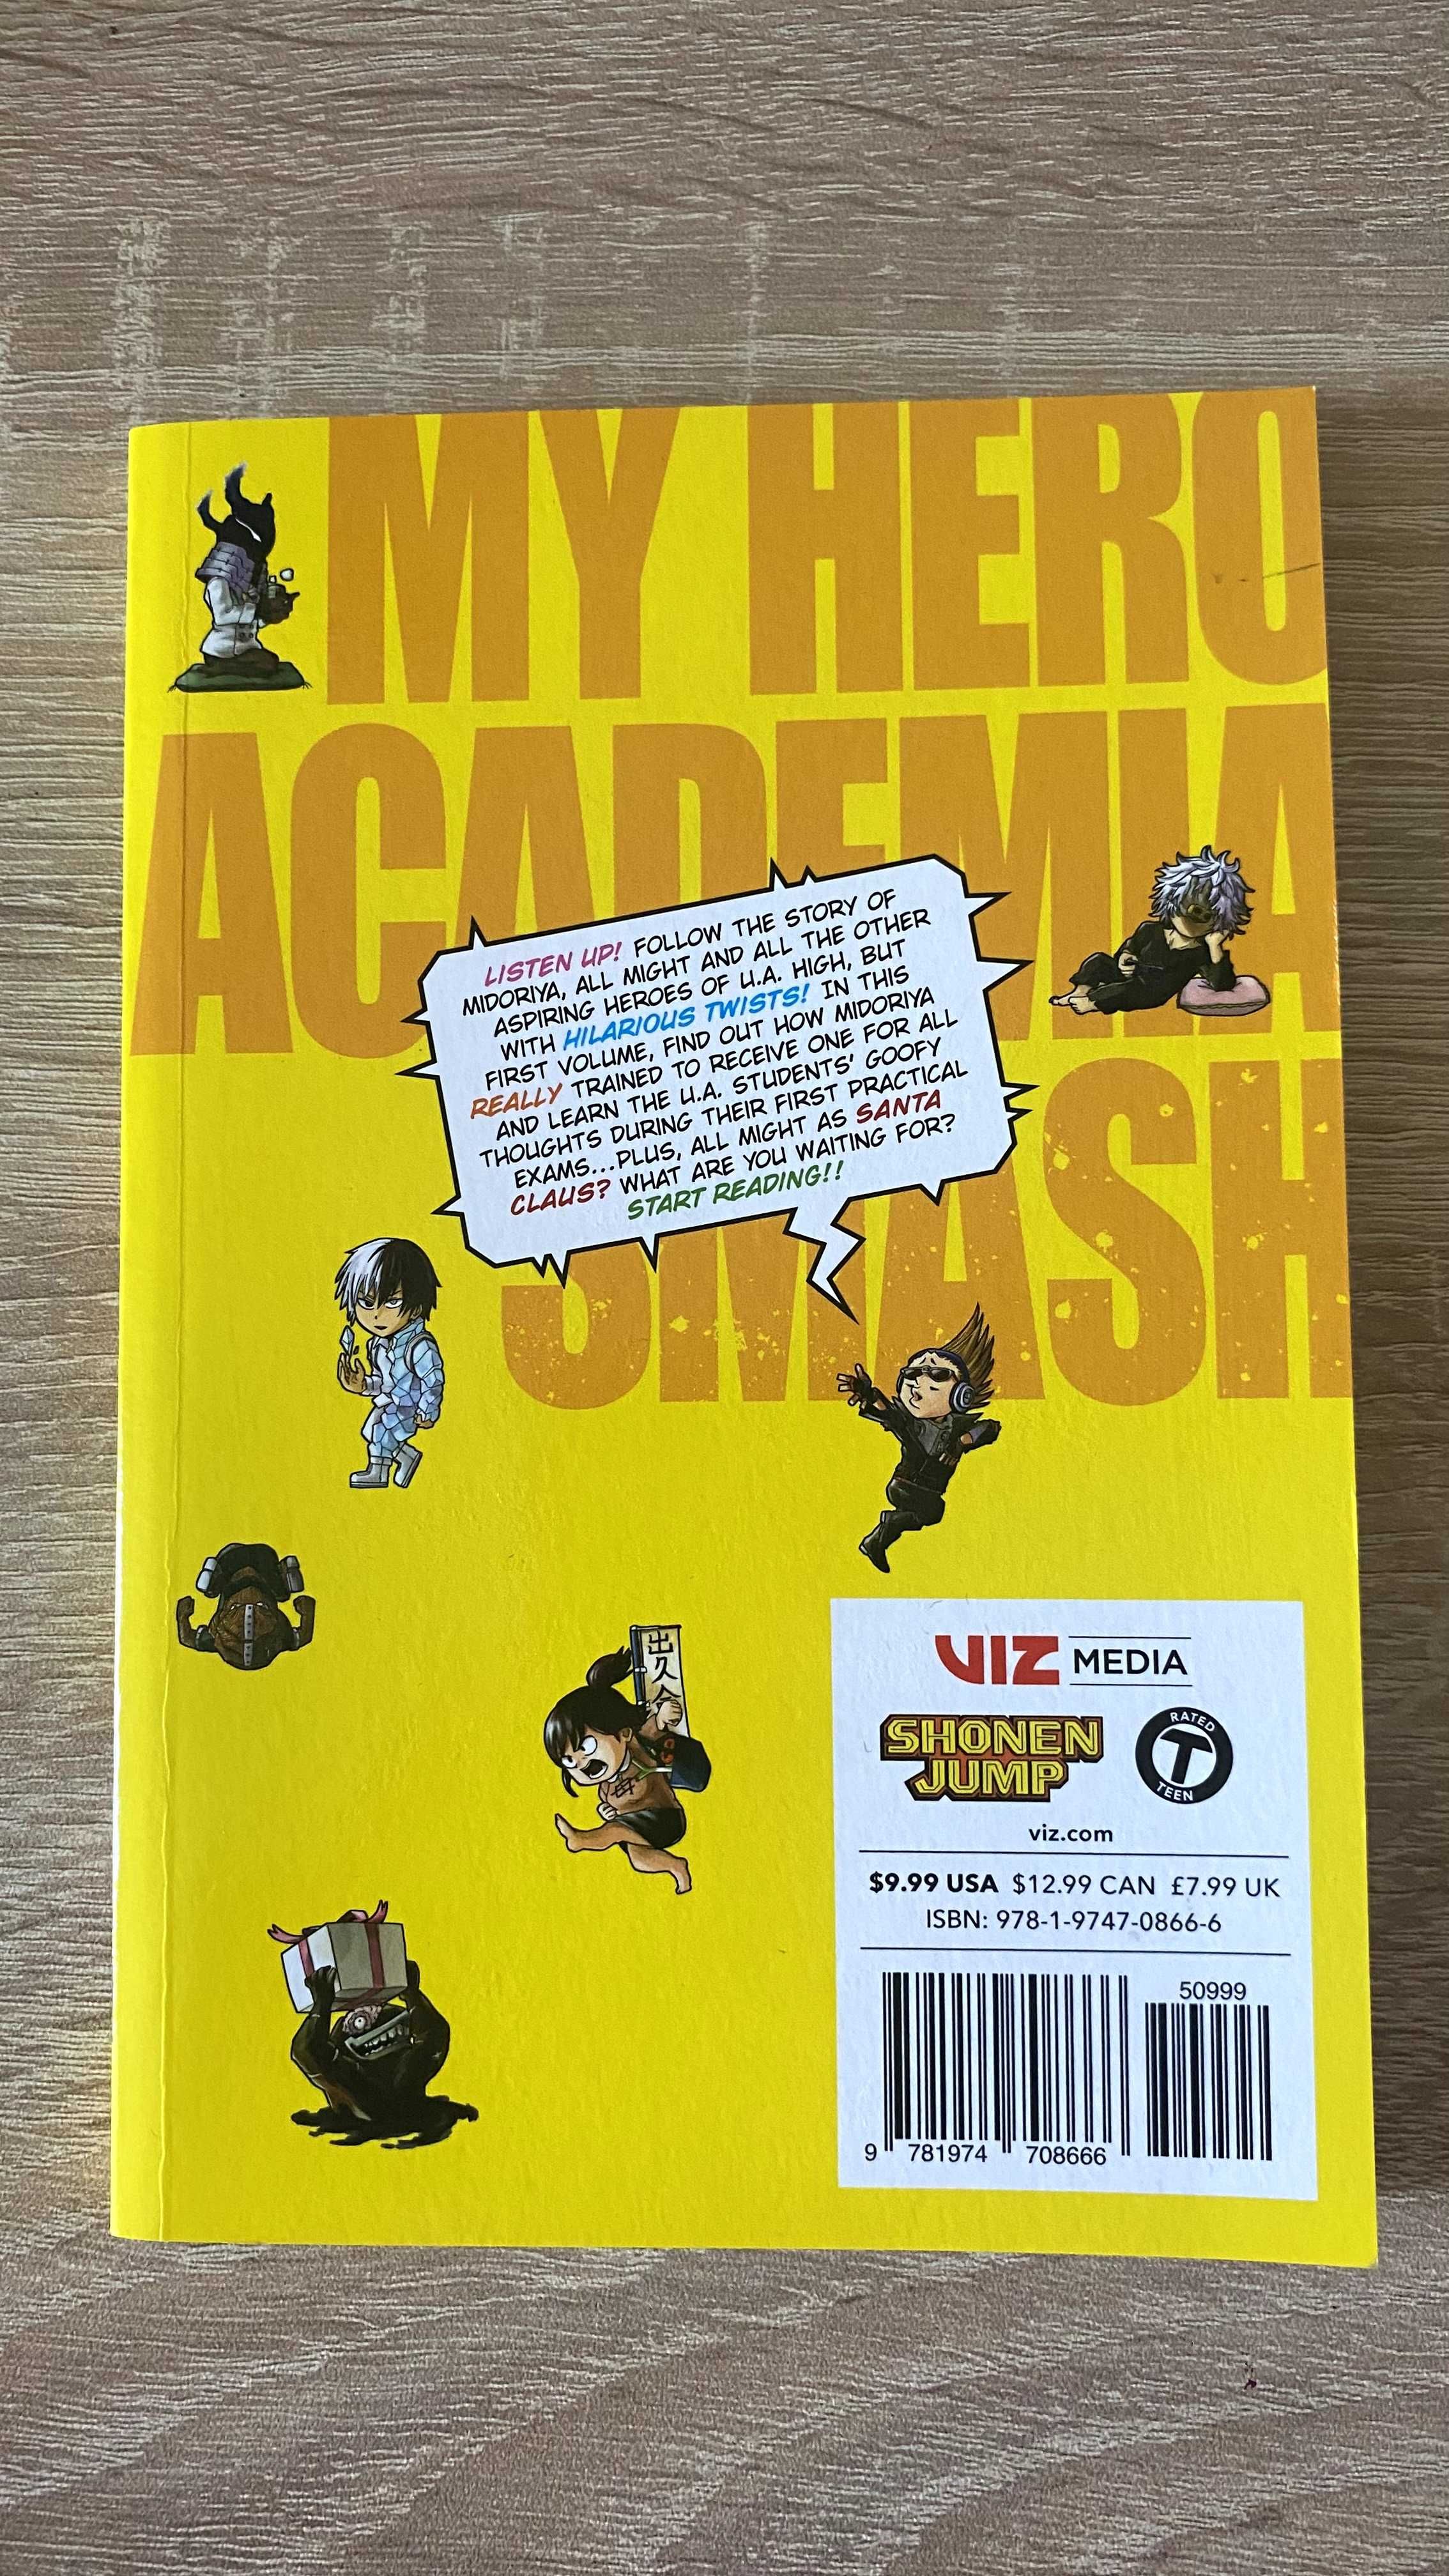 MY HERO
ACADEMIA
SMASH
LISTEN UP! FOLLOW THE STORY OF
MIDORIYA, ALL MIGHT AND ALL THE OTHER
ASPIRING HEROES OF U.A. HIGH, BUT
WITH HILARIOUS TWISTS! IN THIS
FIRST VOLUME, FIND OUT HOW MIDORIYA
REALLY TRAINED TO RECEIVE ONE FOR ALL
AND LEARN THE U.A. STUDENTS' GOOFY
THOUGHTS DURING THEIR FIRST PRACTICAL
EXAMS...PLUS, ALL MIGHT AS SANTA
CLAUS? WHAT ARE YOU WAITING FOR?
START READING!!
出久命
母
VIZ MEDIA
SHONEN
JUMP
RATED
T
TEEN
viz.com
$9.99 USA $12.99 CAN £7.99 UK
ISBN: 978-1-9747-0866-6
50999
9 781974 708666